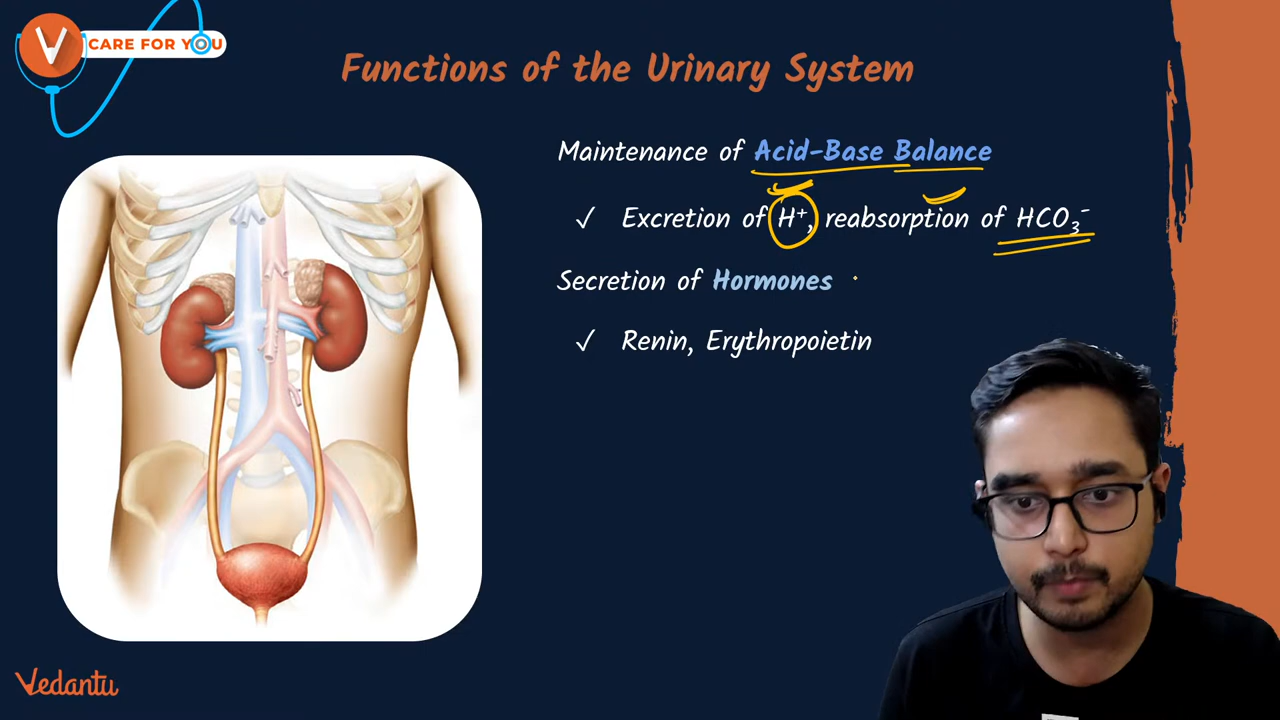 CARE FOR YOU
Functions of the Urinary System
Maintenance of Acid-Base Balance
✓ Excretion of H⁺, reabsorption of HCO₃⁻
Secretion of Hormones
✓ Renin, Erythropoietin
Vedantu